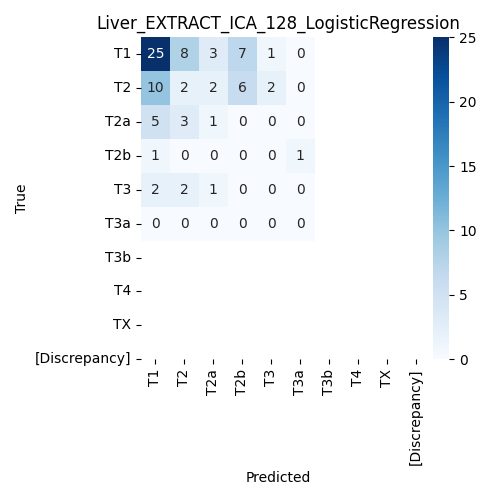 Liver_EXTRACT_ICA_128_LogisticRegression
T1 25 8 3 7 1 0
T2 10 2 2 6 2 0
T2a 5 3 1 0 0 0
T2b 1 0 0 0 0 1
T3 2 2 1 0 0 0
T3a 0 0 0 0 0 0
T3b
T4
TX
[Discrepancy]
True
T1 T2 T2a T2b T3 T3a T3b T4 TX [Discrepancy]
Predicted
25
20
15
10
5
0